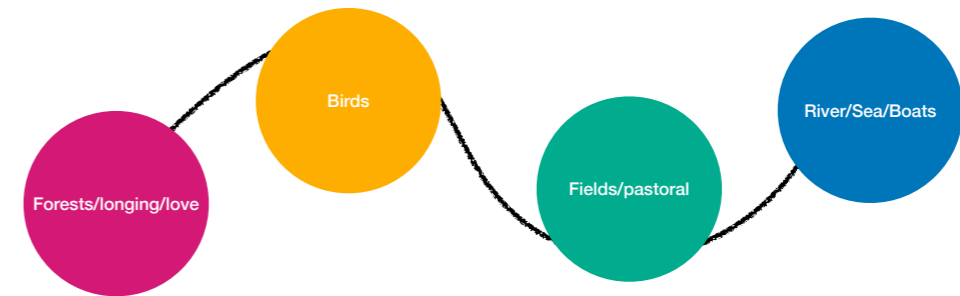 Forests/longing/love
Birds
Fields/pastoral
River/Sea/Boats